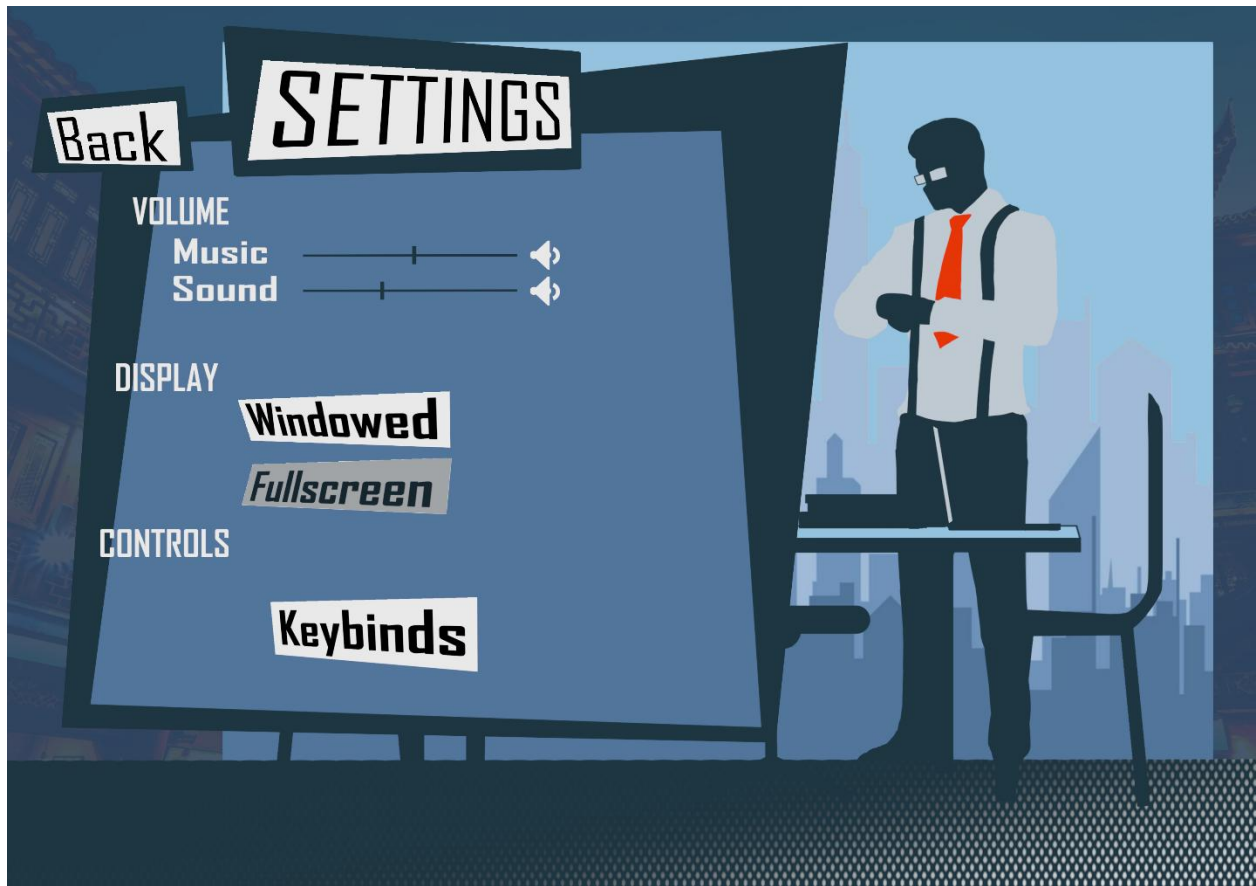 SETTINGS
Back
VOLUME
Music
Sound
DISPLAY
Windowed
Fullscreen
CONTROLS
Keybinds